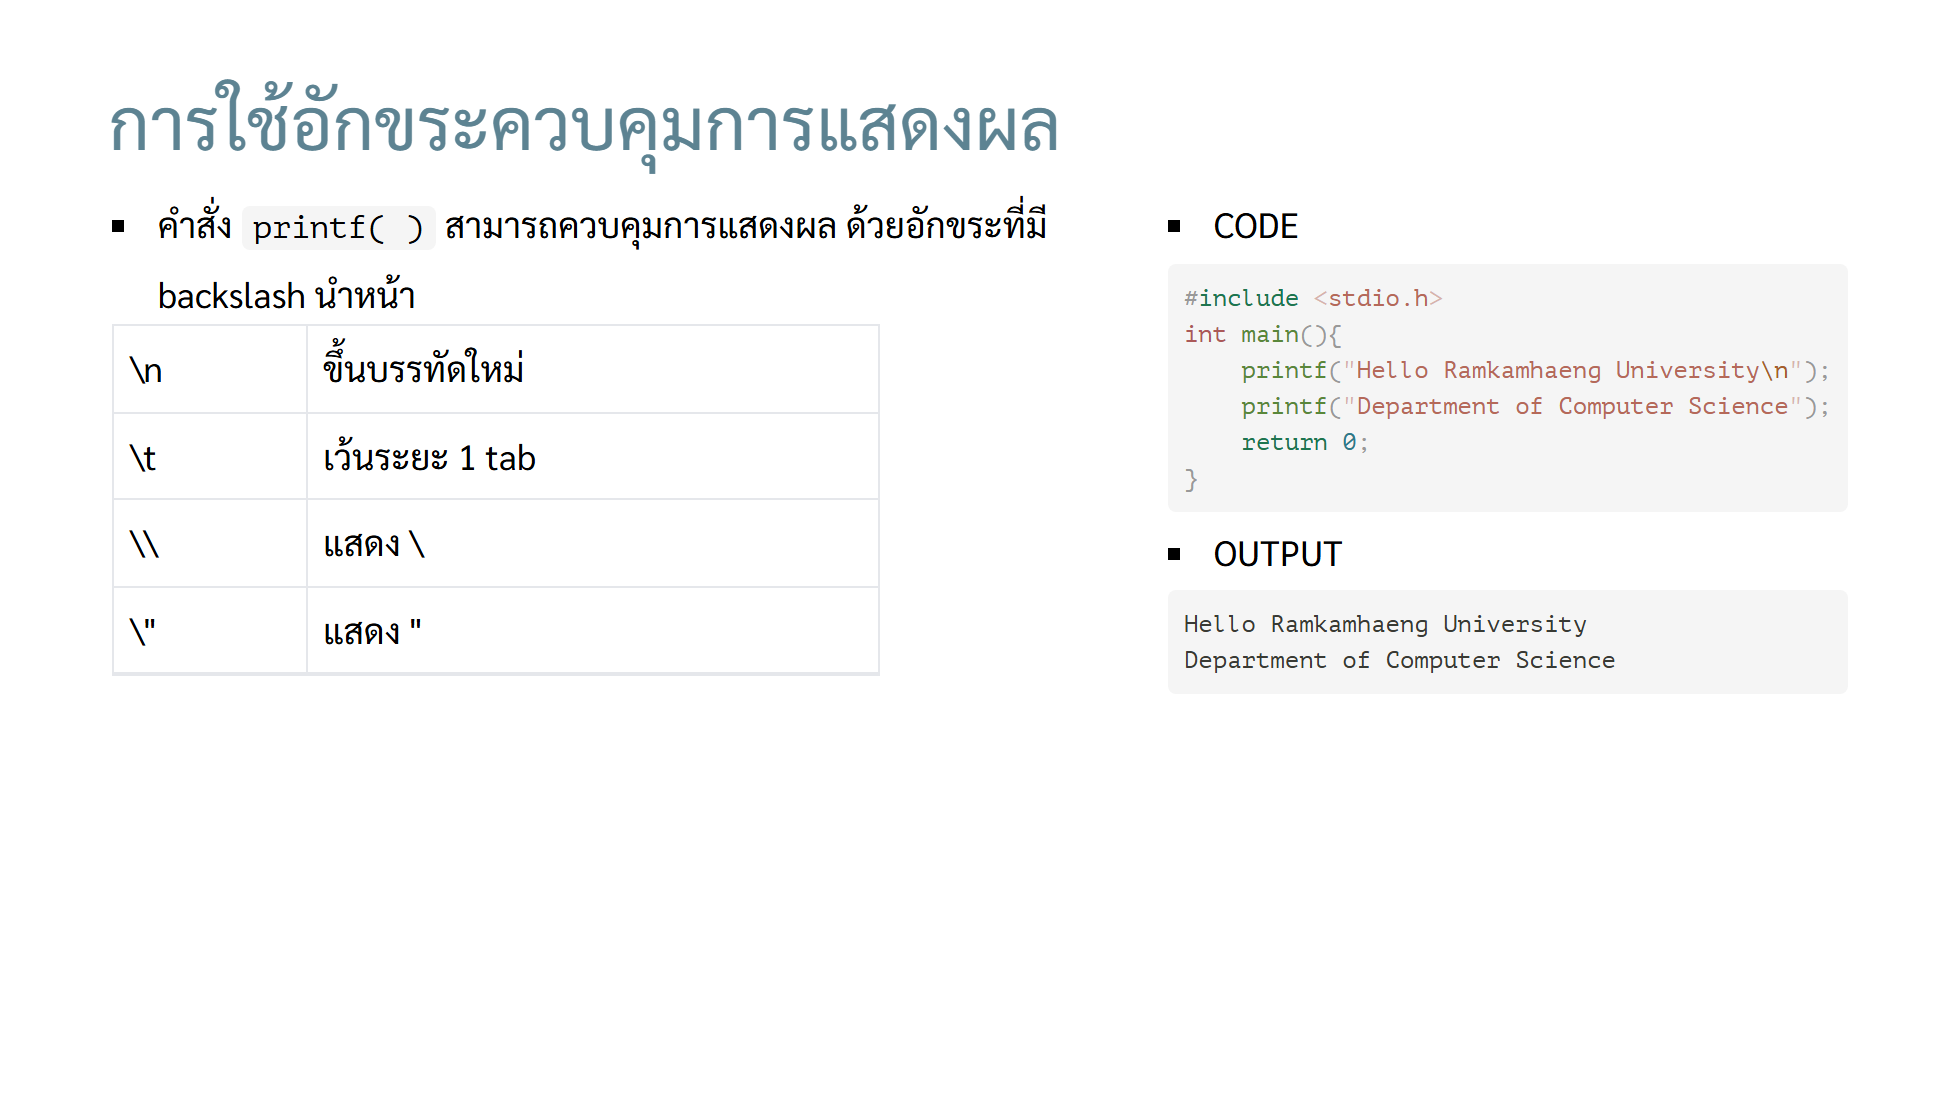 การใช้อักขระควบคุมการแสดงผล
▪ คำสั่ง printf( ) สามารถควบคุมการแสดงผล ด้วยอักขระที่มี
backslash นำหน้า
\n ขึ้นบรรทัดใหม่
\t เว้นระยะ 1 tab
\\ แสดง \
\" แสดง "
▪ CODE
#include <stdio.h>
int main(){
    printf("Hello Ramkamhaeng University\n");
    printf("Department of Computer Science");
    return 0;
}
▪ OUTPUT
Hello Ramkamhaeng University
Department of Computer Science